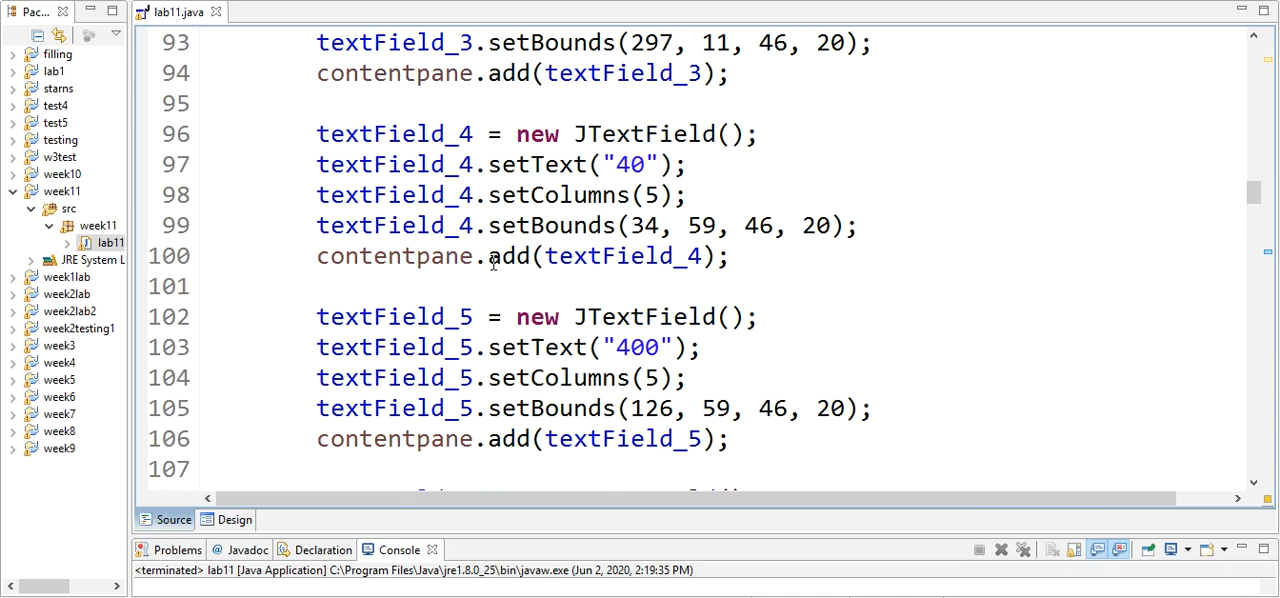 Pac...
lab11.java
filling
lab1
starns
test4
test5
testing
w3test
week10
week11
src
week11
lab11
JRE System L
week1lab
week2lab
week2lab2
week2testing1
week3
week4
week5
week6
week7
week8
week9
93 textField_3.setBounds(297, 11, 46, 20);
94 contentpane.add(textField_3);
95
96 textField_4 = new JTextField();
97 textField_4.setText("40");
98 textField_4.setColumns(5);
99 textField_4.setBounds(34, 59, 46, 20);
100 contentpane.add(textField_4);
101
102 textField_5 = new JTextField();
103 textField_5.setText("400");
104 textField_5.setColumns(5);
105 textField_5.setBounds(126, 59, 46, 20);
106 contentpane.add(textField_5);
107
Source Design
Problems @ Javadoc Declaration Console
<terminated> lab11 [Java Application] C:\Program Files\Java\jre1.8.0_25\bin\javaw.exe (Jun 2, 2020, 2:19:35 PM)